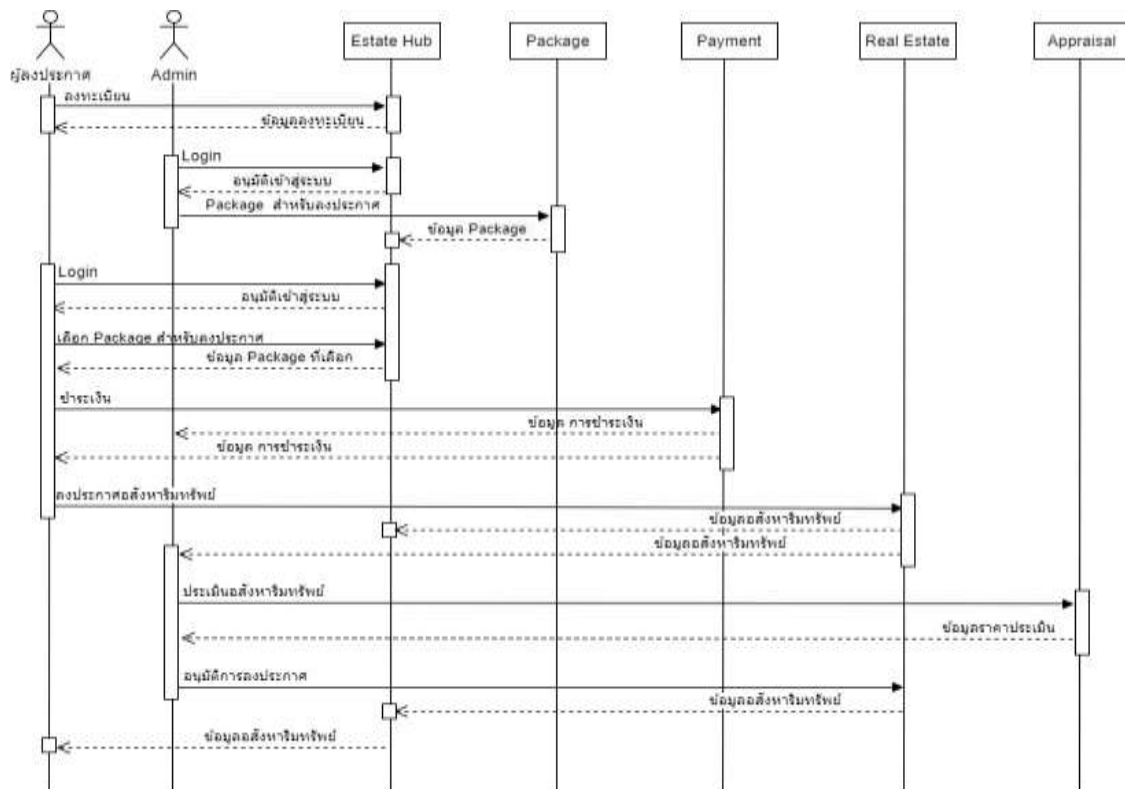 Estate Hub
Package
Payment
Real Estate
Appraisal
ผู้ลงประกาศ
Admin
ลงทะเบียน
ข้อมูลลงทะเบียน
Login
อนุมัติเข้าสู่ระบบ
Package สำหรับลงประกาศ
ข้อมูล Package
Login
อนุมัติเข้าสู่ระบบ
เลือก Package สำหรับลงประกาศ
ข้อมูล Package ที่เลือก
ชำระเงิน
ข้อมูล การชำระเงิน
ข้อมูล การชำระเงิน
ลงประกาศอสังหาริมทรัพย์
ข้อมูลอสังหาริมทรัพย์
ข้อมูลอสังหาริมทรัพย์
ประเมินอสังหาริมทรัพย์
ข้อมูลราคาประเมิน
อนุมัติการลงประกาศ
ข้อมูลอสังหาริมทรัพย์
ข้อมูลอสังหาริมทรัพย์